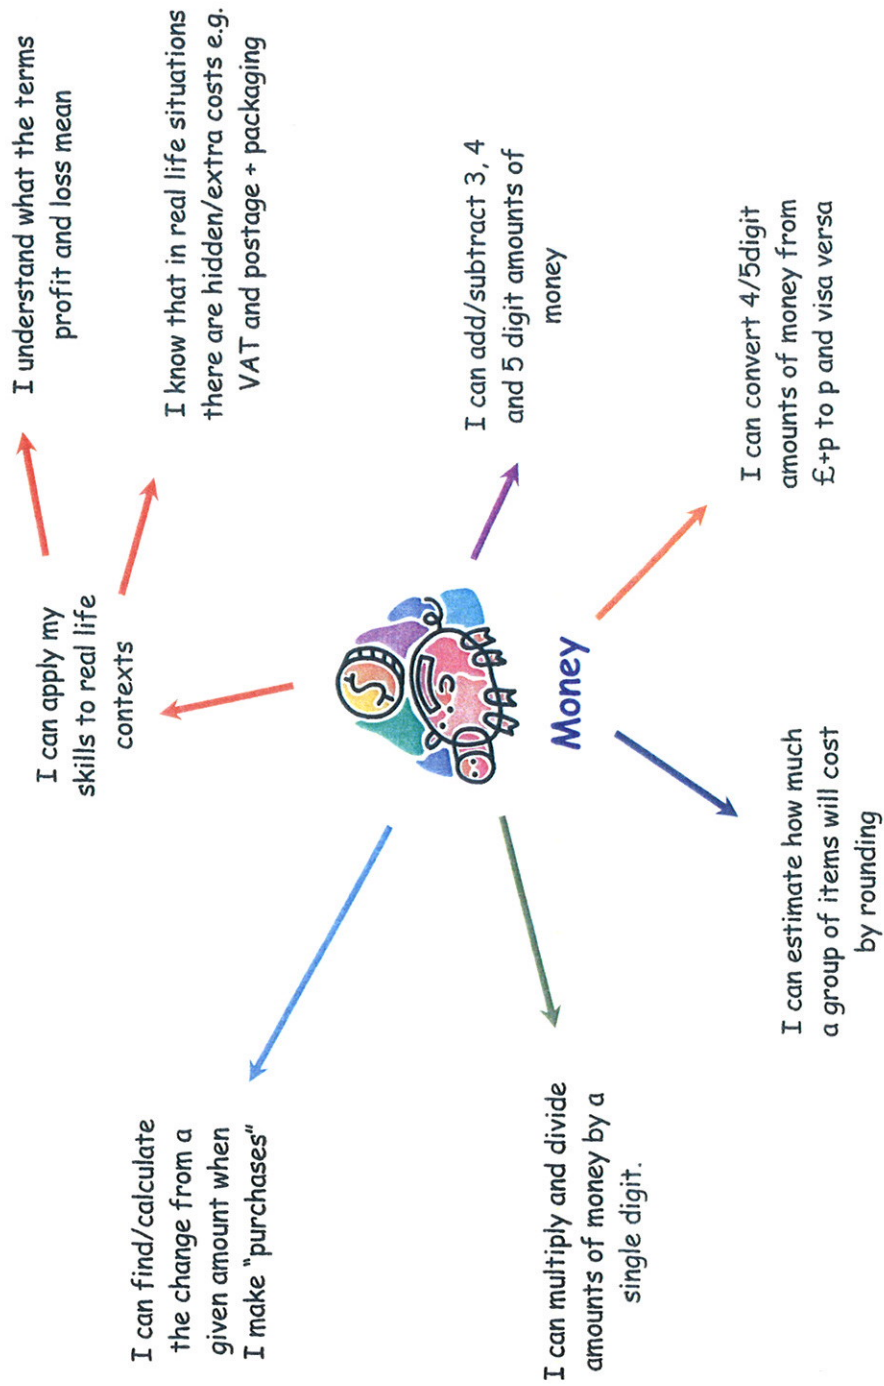 I can find/calculate
the change from a
given amount when
I make "purchases"
I can apply my
skills to real life
contexts
I understand what the terms
profit and loss mean
I know that in real life situations
there are hidden/extra costs e.g.
VAT and postage + packaging
I can add/subtract 3, 4
and 5 digit amounts of
money
Money
I can multiply and divide
amounts of money by a
single digit.
I can estimate how much
a group of items will cost
by rounding
I can convert 4/5digit
amounts of money from
£+p to p and visa versa